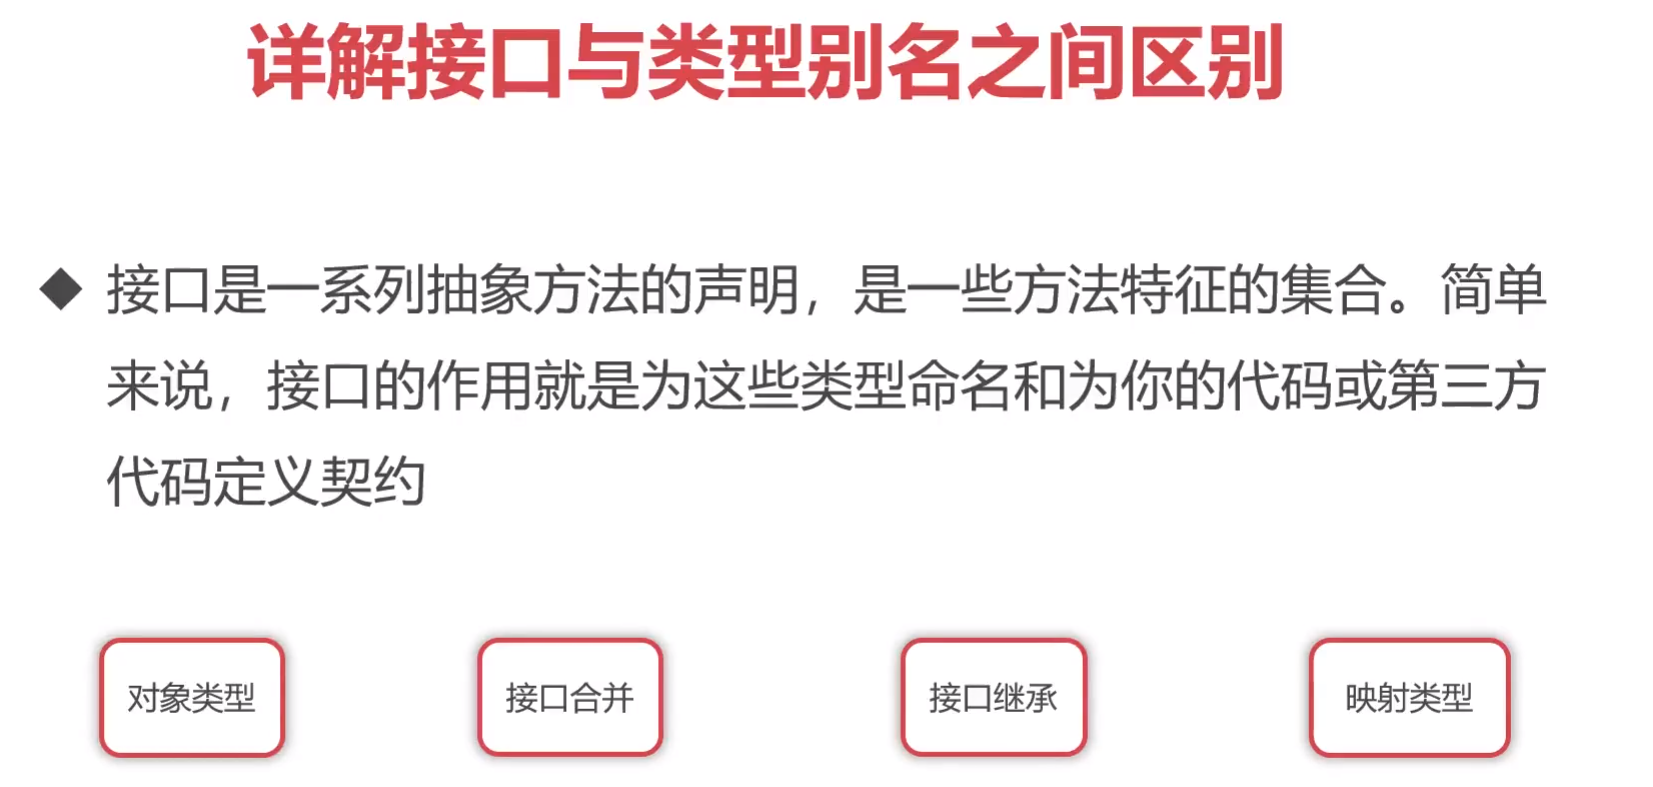 详解接口与类型别名之间区别
接口是一系列抽象方法的声明，是一些方法特征的集合。简单
来说，接口的作用就是为这些类型命名和为你的代码或第三方
代码定义契约
对象类型
接口合并
接口继承
映射类型